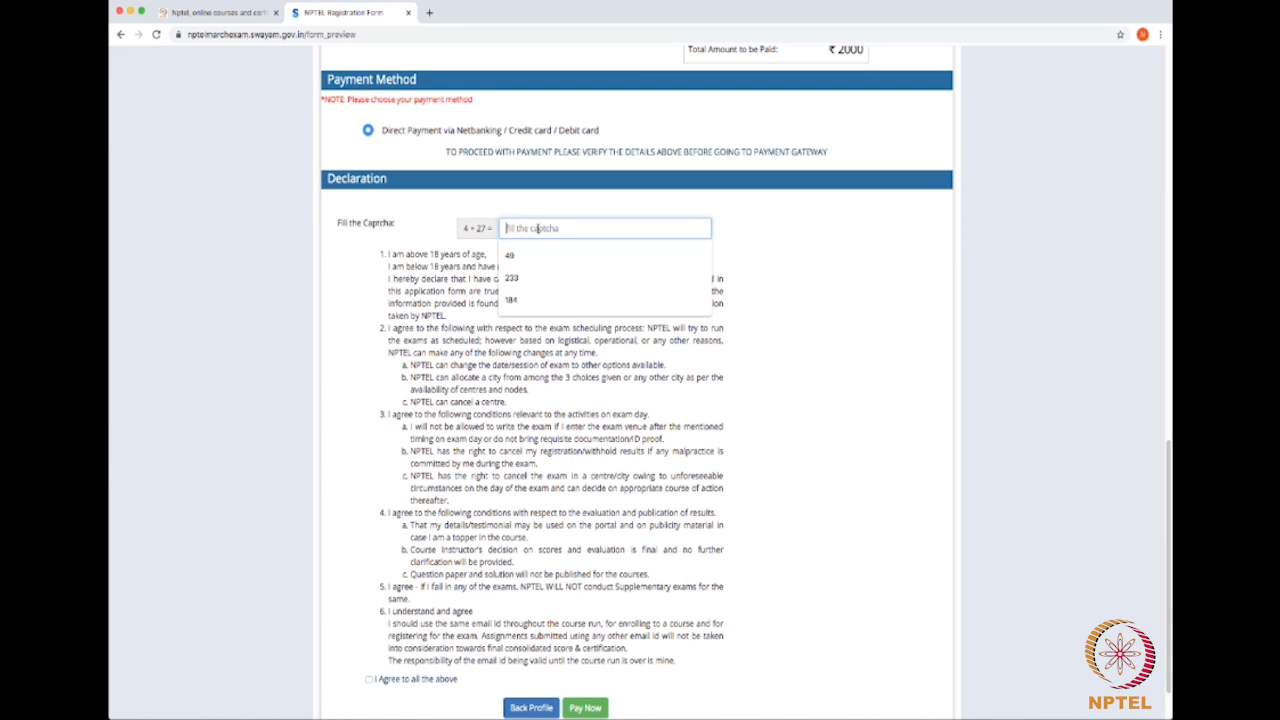 Nptel, online courses and cert
NPTEL Registration Form
nptelmarchexam.swayam.gov.in/form_preview
N
Total Amount to be Paid: ₹ 2000
Payment Method
*NOTE: Please choose your payment method
Direct Payment via Netbanking / Credit card / Debit card
TO PROCEED WITH PAYMENT PLEASE VERIFY THE DETAILS ABOVE BEFORE GOING TO PAYMENT GATEWAY
Declaration
Fill the Captcha: 4 + 27 = Fill the captcha
49
233
184
1. I am above 18 years of age,
I am below 18 years and have
I hereby declare that I have in
this application form are true the
information provided is found
taken by NPTEL.
2. I agree to the following with respect to the exam scheduling process: NPTEL will try to run
the exams as scheduled; however based on logistical, operational, or any other reasons,
NPTEL can make any of the following changes at any time.
a. NPTEL can change the date/session of exam to other options available.
b. NPTEL can allocate a city from among the 3 choices given or any other city as per the
availability of centres and nodes.
c. NPTEL can cancel a centre.
3. I agree to the following conditions relevant to the activities on exam day.
a. I will not be allowed to write the exam if I enter the exam venue after the mentioned
timing on exam day or do not bring requisite documentation/ID proof.
b. NPTEL has the right to cancel my registration/withhold results if any malpractice is
committed by me during the exam.
c. NPTEL has the right to cancel the exam in a centre/city owing to unforeseeable
circumstances on the day of the exam and can decide on appropriate course of action
thereafter.
4. I agree to the following conditions with respect to the evaluation and publication of results.
a. That my details/testimonial may be used on the portal and on publicity material in
case I am a topper in the course.
b. Course Instructor's decision on scores and evaluation is final and no further
clarification will be provided.
c. Question paper and solution will not be published for the courses.
5. I agree - If I fail in any of the exams, NPTEL WILL NOT conduct Supplementary exams for the
same.
6. I understand and agree
I should use the same email id throughout the course run, for enrolling to a course and for
registering for the exam. Assignments submitted using any other email id will not be taken
into consideration towards final consolidated score & certification.
The responsibility of the email id being valid until the course run is over is mine.
I Agree to all the above
Back Profile
Pay Now
NPTEL